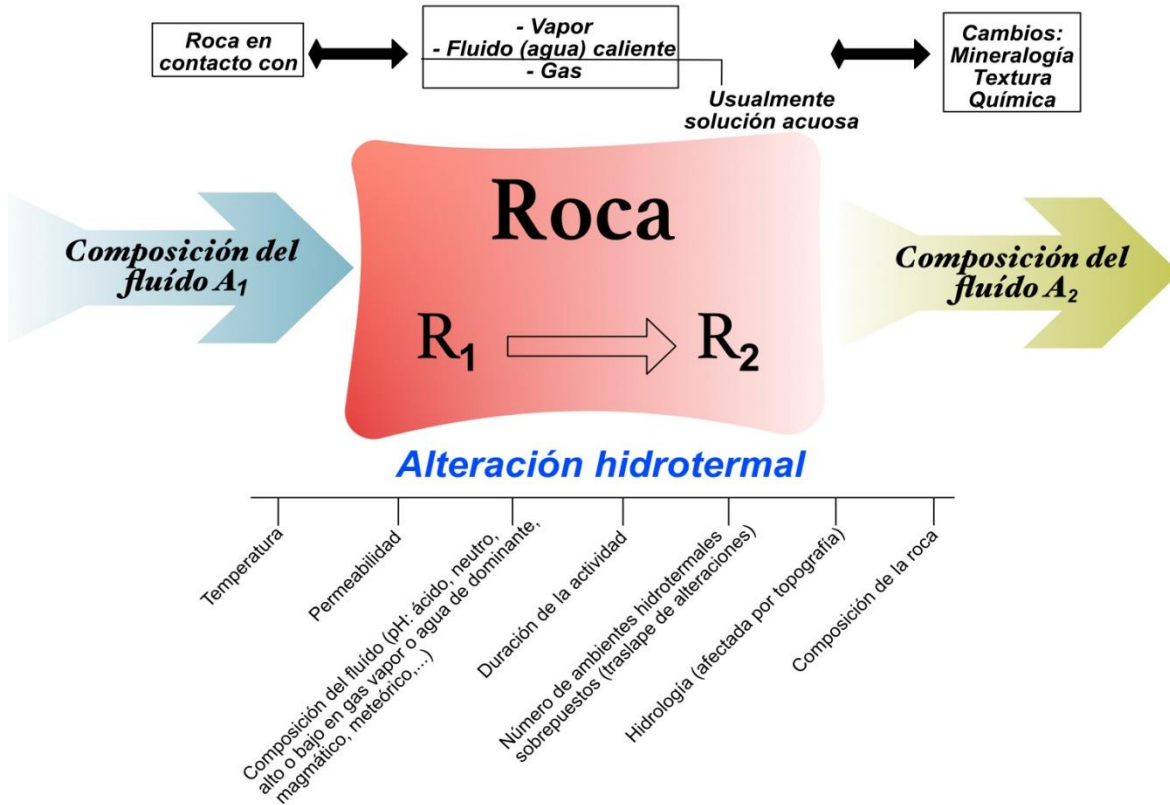 Roca en
contacto con
- Vapor
- Fluido (agua) caliente
- Gas
Usualmente
solución acuosa
Cambios:
Mineralogía
Textura
Química
Composición del
fluído A1
Roca
R1
R2
Composición del
fluído A2
Alteración hidrotermal
Temperatura
Permeabilidad
Composición del fluído (pH: ácido, neutro,
alto o bajo en gas vapor o agua de dominante,
magmático, meteórico,...)
Duración de la actividad
Número de ambientes hidrotermales
sobrepuestos (traslape de alteraciones)
Hidrología (afectada por topografía)
Composición de la roca